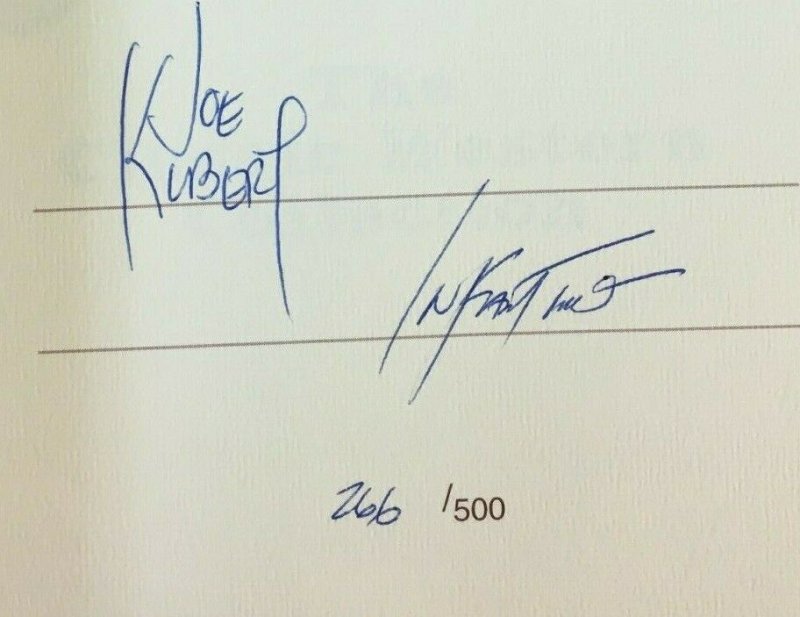 JOE
KUBERT
INFANTINO
266 /500